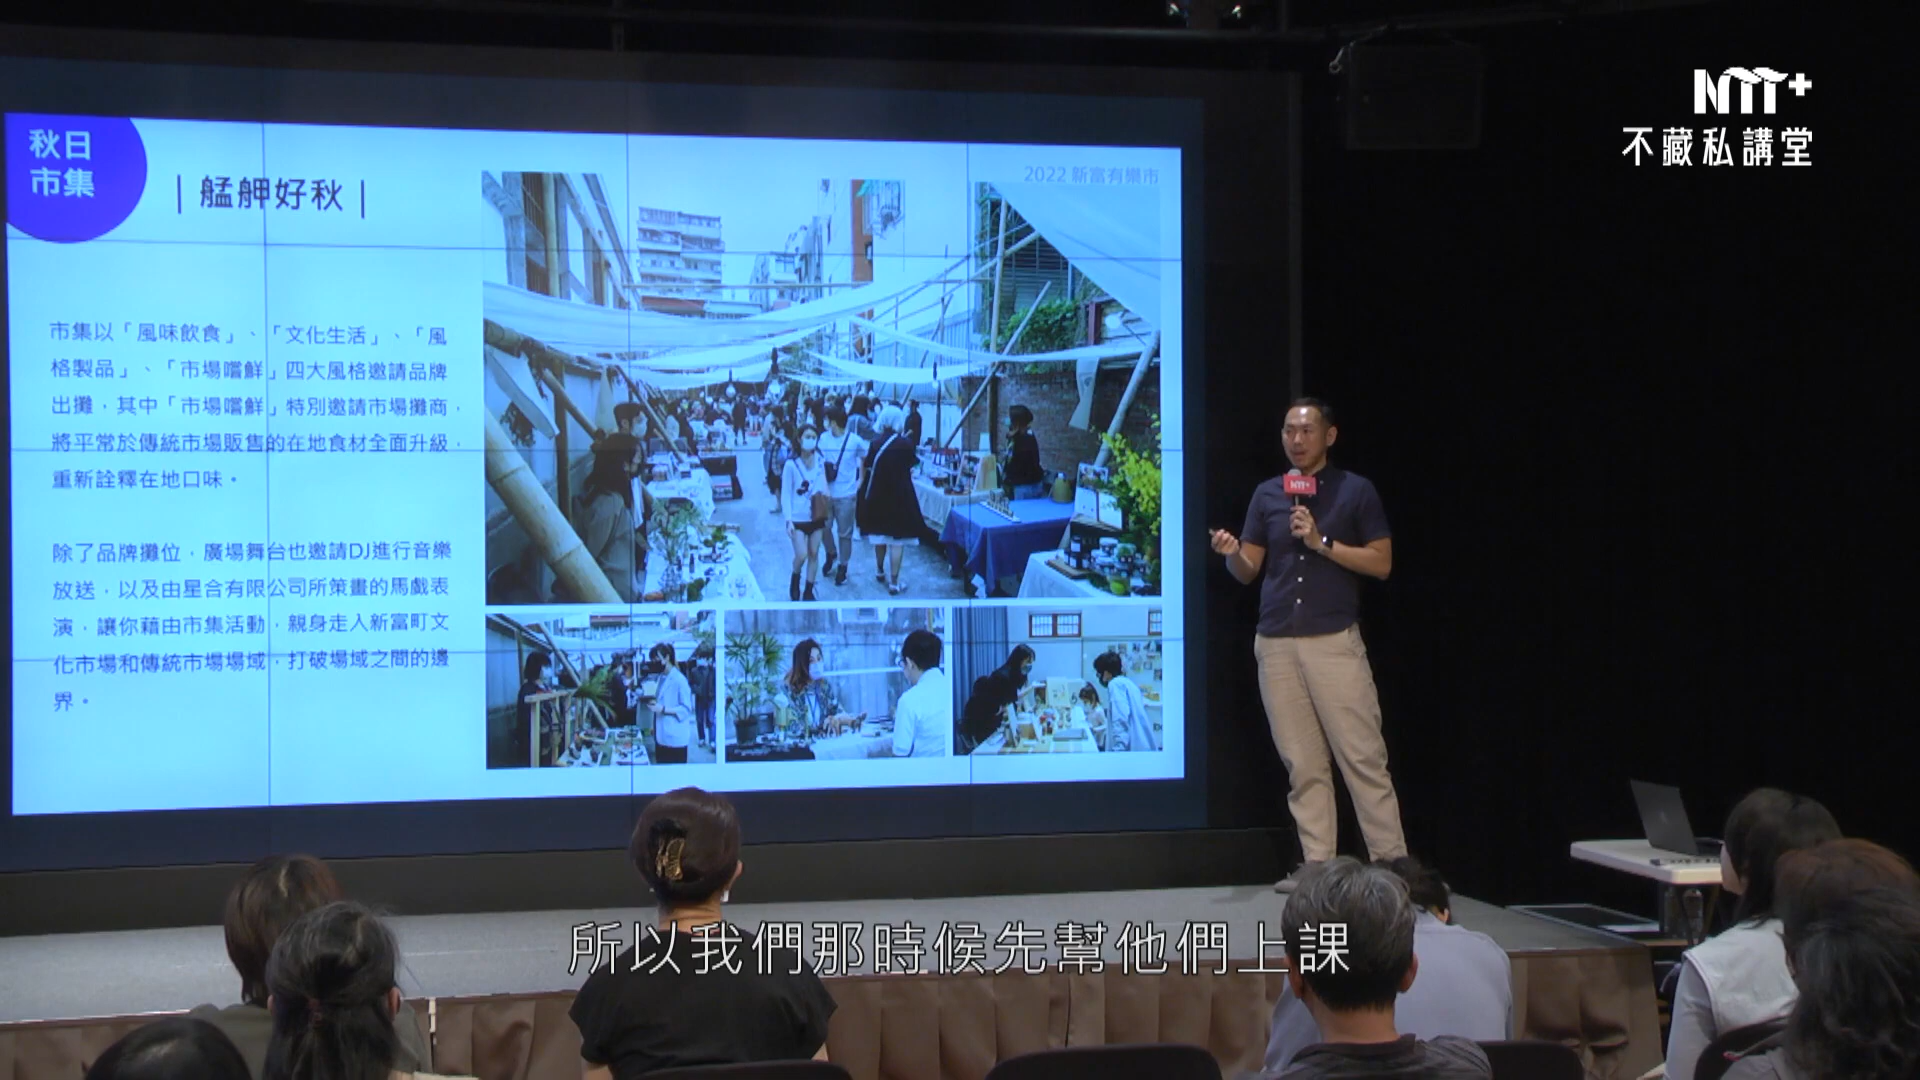 NTT+
不藏私講堂
秋日
市集
| 艋舺好秋 |
2022 新富有樂市
市集以「風味飲食」、「文化生活」、「風
格製品」、「市場嚐鮮」四大風格邀請品牌
出攤，其中「市場嚐鮮」特別邀請市場攤商，
將平常於傳統市場販售的在地食材全面升級，
重新詮釋在地口味。
除了品牌攤位，廣場舞台也邀請DJ進行音樂
放送，以及由星合有限公司所策畫的馬戲表
演，讓你藉由市集活動，親身走入新富町文
化市場和傳統市場場域，打破場域之間的邊
界。
NTT+
所以我們那時候先幫他們上課